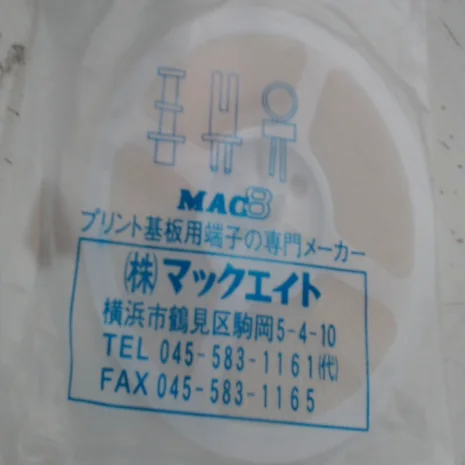 MAC8
プリント基板用端子の専門メーカー
(株)マックエイト
横浜市鶴見区駒岡5-4-10
TEL 045-583-1161(代)
FAX 045-583-1165